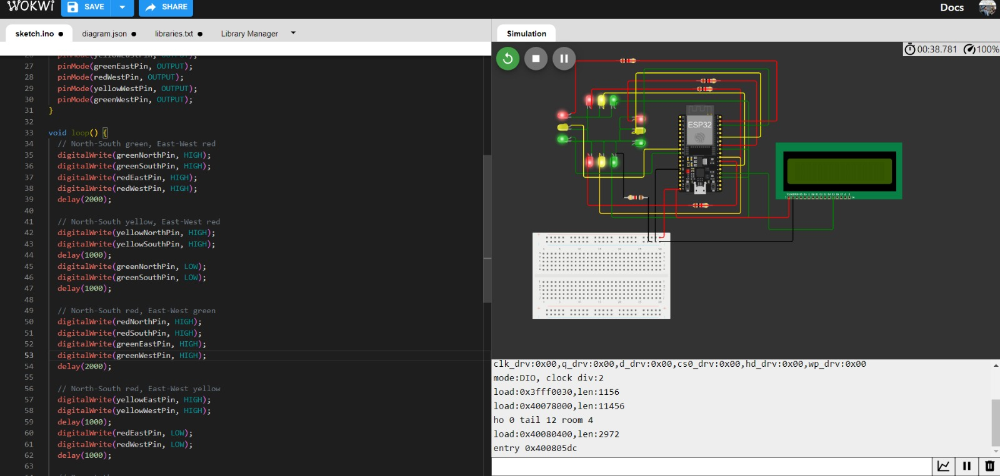 WOKWI
SAVE
SHARE
Docs
sketch.ino
diagram.json
libraries.txt
Library Manager
27 pinMode(greenEastPin, OUTPUT);
28 pinMode(redWestPin, OUTPUT);
29 pinMode(yellowWestPin, OUTPUT);
30 pinMode(greenWestPin, OUTPUT);
31 }
32
33 void loop() {
34 // North-South green, East-West red
35 digitalWrite(greenNorthPin, HIGH);
36 digitalWrite(greenSouthPin, HIGH);
37 digitalWrite(redEastPin, HIGH);
38 digitalWrite(redWestPin, HIGH);
39 delay(2000);
40
41 // North-South yellow, East-West red
42 digitalWrite(yellowNorthPin, HIGH);
43 digitalWrite(yellowSouthPin, HIGH);
44 delay(1000);
45 digitalWrite(greenNorthPin, LOW);
46 digitalWrite(greenSouthPin, LOW);
47 delay(1000);
48
49 // North-South red, East-West green
50 digitalWrite(redNorthPin, HIGH);
51 digitalWrite(redSouthPin, HIGH);
52 digitalWrite(greenEastPin, HIGH);
53 digitalWrite(greenWestPin, HIGH);
54 delay(2000);
55
56 // North-South red, East-West yellow
57 digitalWrite(yellowEastPin, HIGH);
58 digitalWrite(yellowWestPin, HIGH);
59 delay(1000);
60 digitalWrite(redEastPin, LOW);
61 digitalWrite(redWestPin, LOW);
62 delay(1000);
63
Simulation
00:38.781
100%
ESP32
clk_drv:0x00,q_drv:0x00,d_drv:0x00,cs0_drv:0x00,hd_drv:0x00,wp_drv:0x00
mode:DIO, clock div:2
load:0x3fff0030,len:1156
load:0x40078000,len:11456
ho 0 tail 12 room 4
load:0x40080400,len:2972
entry 0x400805dc